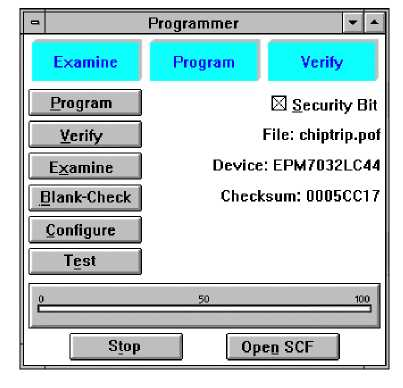 Programmer
Examine Program Verify
Program
Security Bit
Verify
File: chiptrip.pof
Examine
Device: EPM7032LC44
Blank-Check
Checksum: 0005CC17
Configure
Test
0 50 100
Stop Open SCF